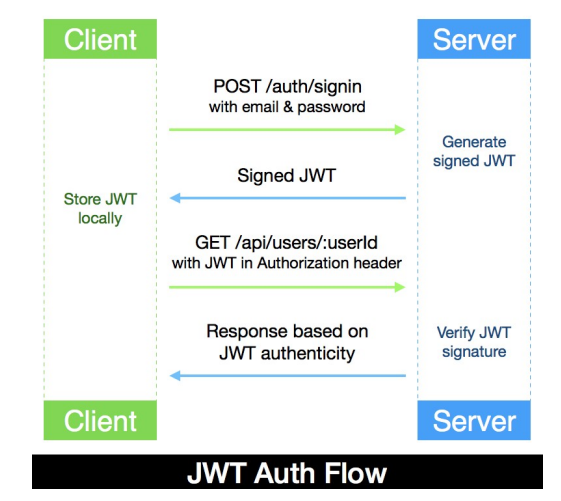 Client
Server
POST /auth/signin
with email & password
Generate
signed JWT
Signed JWT
Store JWT
locally
GET /api/users/:userId
with JWT in Authorization header
Response based on
JWT authenticity
Verify JWT
signature
Client
Server
JWT Auth Flow